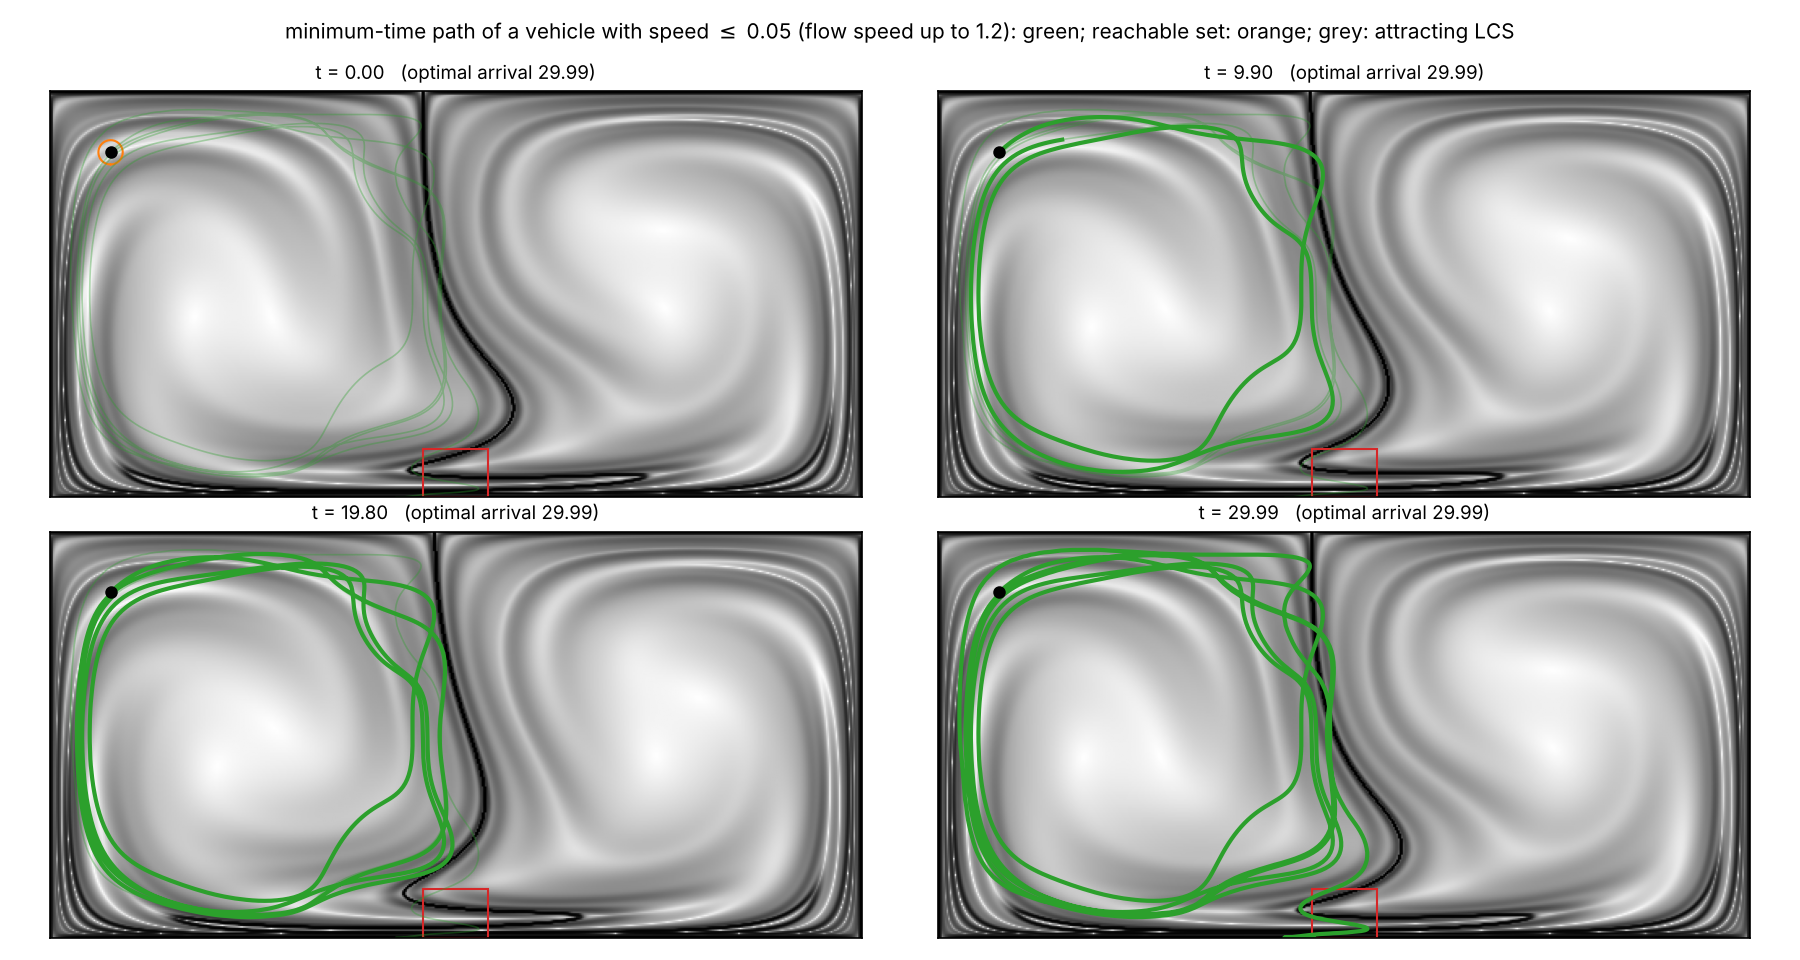 minimum-time path of a vehicle with speed ≤ 0.05 (flow speed up to 1.2): green; reachable set: orange; grey: attracting LCS
t = 0.00 (optimal arrival 29.99)
t = 9.90 (optimal arrival 29.99)
t = 19.80 (optimal arrival 29.99)
t = 29.99 (optimal arrival 29.99)